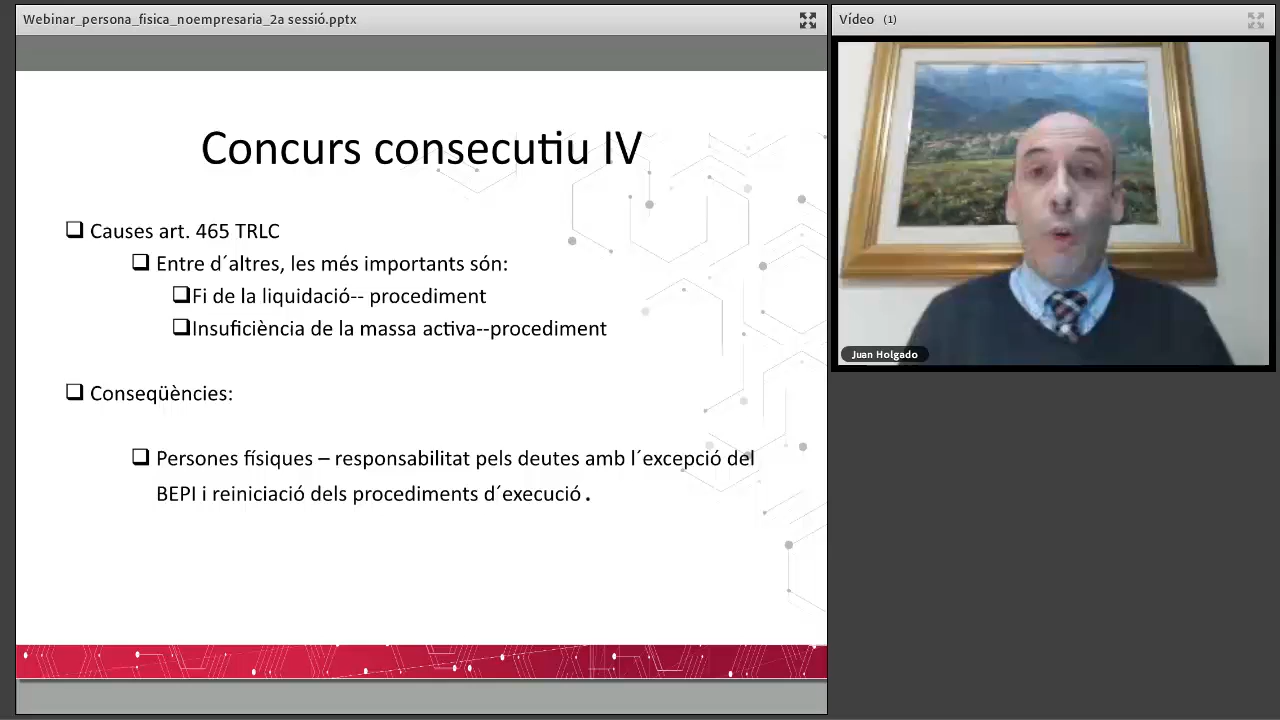 Webinar_persona_fisica_noempresaria_2a sessió.pptx
Vídeo (1)
Concurs consecutiu IV
❑ Causes art. 465 TRLC
❑ Entre d´altres, les més importants són:
❑Fi de la liquidació-- procediment
❑Insuficiència de la massa activa--procediment
❑ Conseqüències:
❑ Persones físiques – responsabilitat pels deutes amb l´excepció del
BEPI i reiniciació dels procediments d´execució.
Juan Holgado